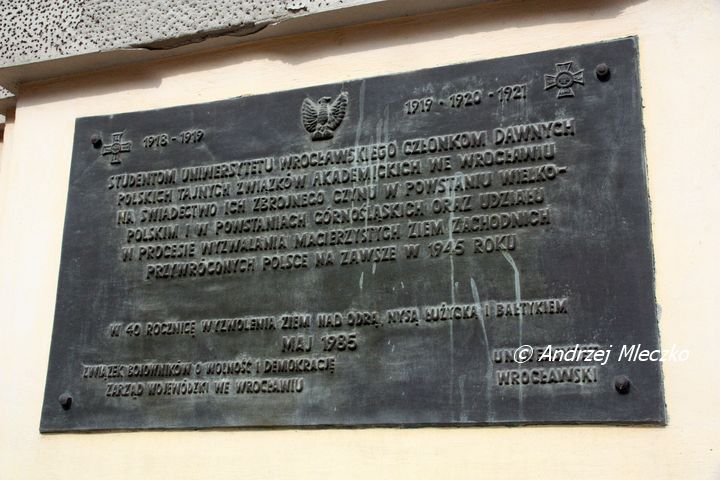 1918-1919
1919 · 1920 · 1921
STUDENTOM UNIWERSYTETU WROCŁAWSKIEGO CZŁONKOM DAWNYCH
POLSKICH TAJNYCH ZWIĄZKÓW AKADEMICKICH WE WROCŁAWIU
NA ŚWIADECTWO ICH ZBROJNEGO CZYNU W POWSTANIU WIELKO-
POLSKIM I W POWSTANIACH GÓRNOŚLĄSKICH ORAZ UDZIAŁU
W PROCESIE WYZWALANIA MACIERZYSTYCH ZIEM ZACHODNICH
PRZYWRÓCONYCH POLSCE NA ZAWSZE W 1945 ROKU
W 40 ROCZNICĘ WYZWOLENIA ZIEM NAD ODRĄ, NYSĄ ŁUŻYCKĄ I BAŁTYKIEM
MAJ 1985
ZWIĄZEK BOJOWNIKÓW O WOLNOŚĆ I DEMOKRACJĘ
ZARZĄD WOJEWÓDZKI WE WROCŁAWIU
WROCŁAWSKI
© Andrzej Mleczko